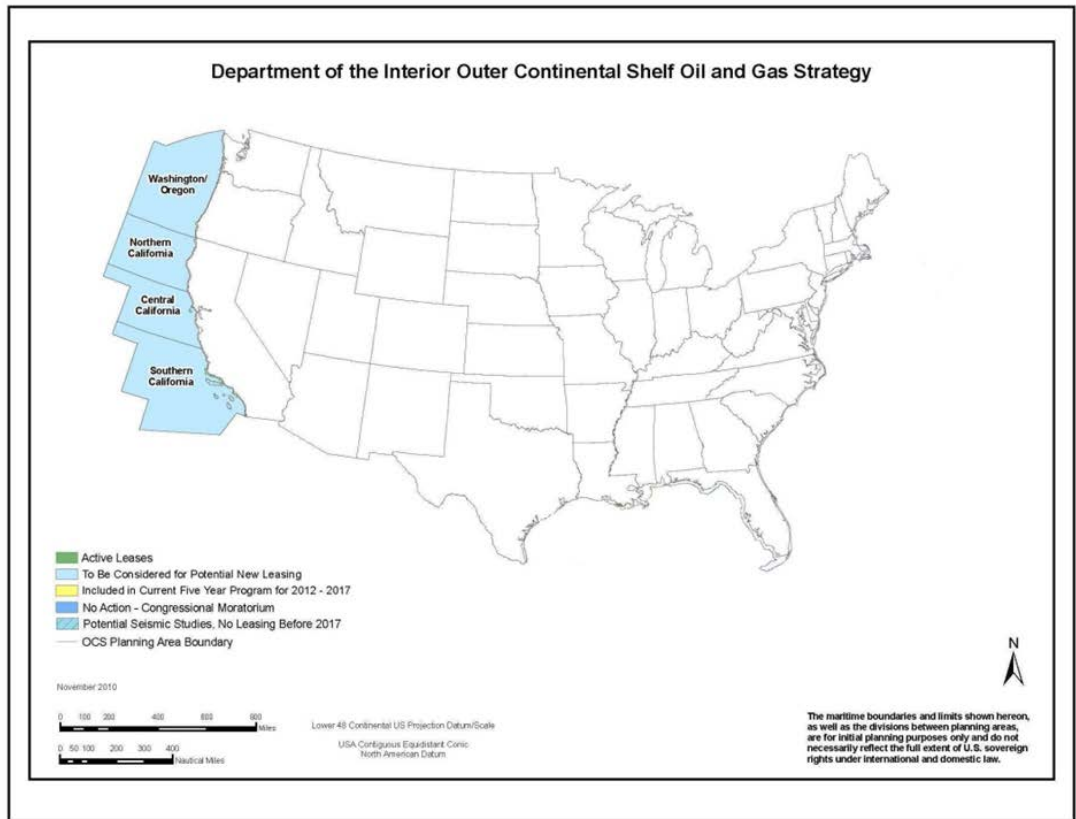 Department of the Interior Outer Continental Shelf Oil and Gas Strategy
Washington/
Oregon
Northern
California
Central
California
Southern
California
Active Leases
To Be Considered for Potential New Leasing
Included in Current Five Year Program for 2012 - 2017
No Action - Congressional Moratorium
Potential Seismic Studies, No Leasing Before 2017
OCS Planning Area Boundary
November 2010
0 100 200 400 600 800
Miles
0 50 100 200 300 400
Nautical Miles
Lower 48 Continental US Projection Datum/Scale
USA Contiguous Equidistant Conic
North American Datum
N
The maritime boundaries and limits shown hereon,
as well as the divisions between planning areas,
are for initial planning purposes only and do not
necessarily reflect the full extent of U.S. sovereign
rights under international and domestic law.